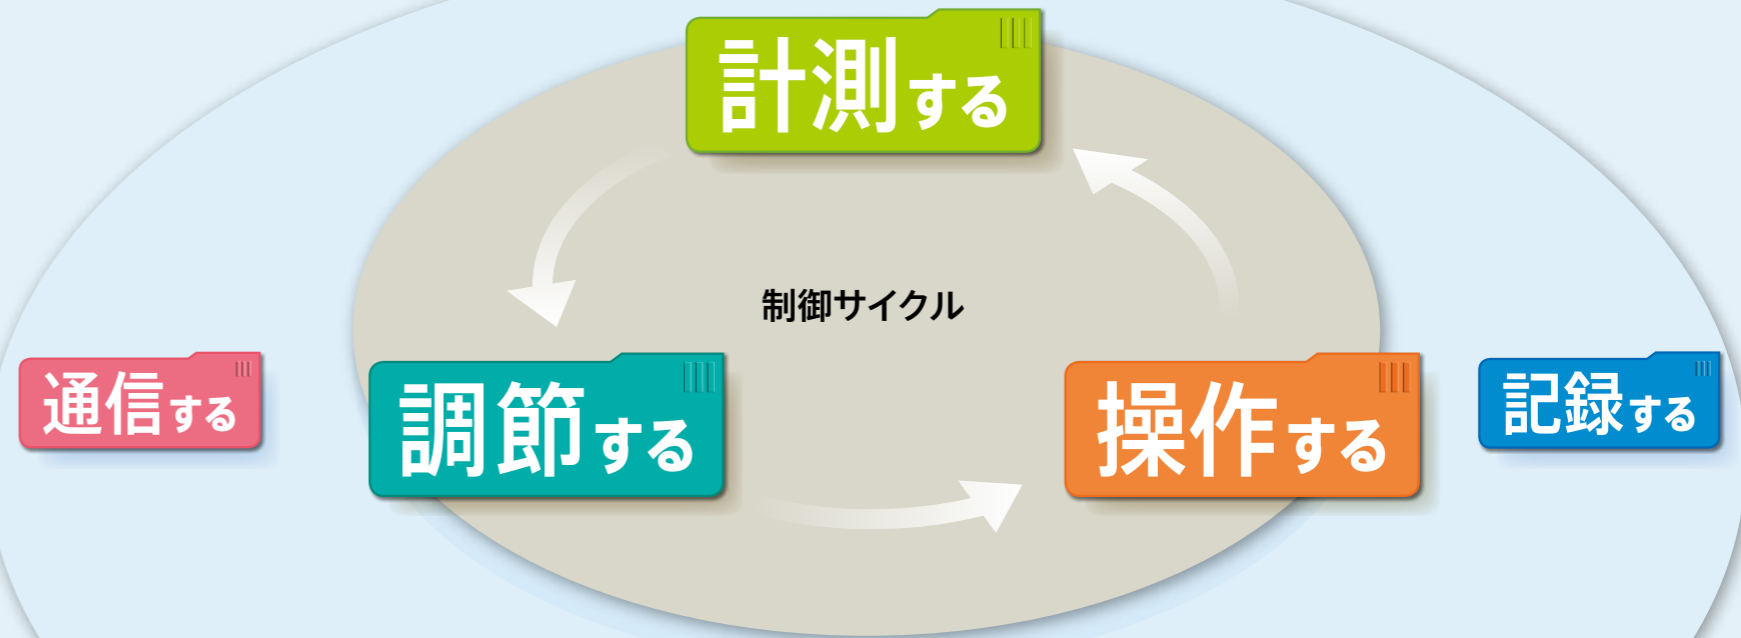 計測する
制御サイクル
通信する
調節する
操作する
記録する